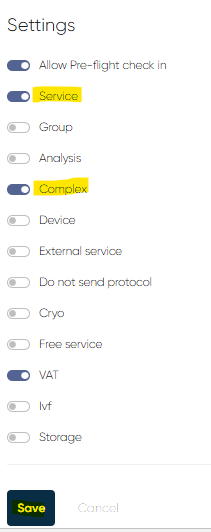 Settings
Allow Pre-flight check in
Service
Group
Analysis
Complex
Device
External service
Do not send protocol
Cryo
Free service
VAT
Ivf
Storage
Save Cancel